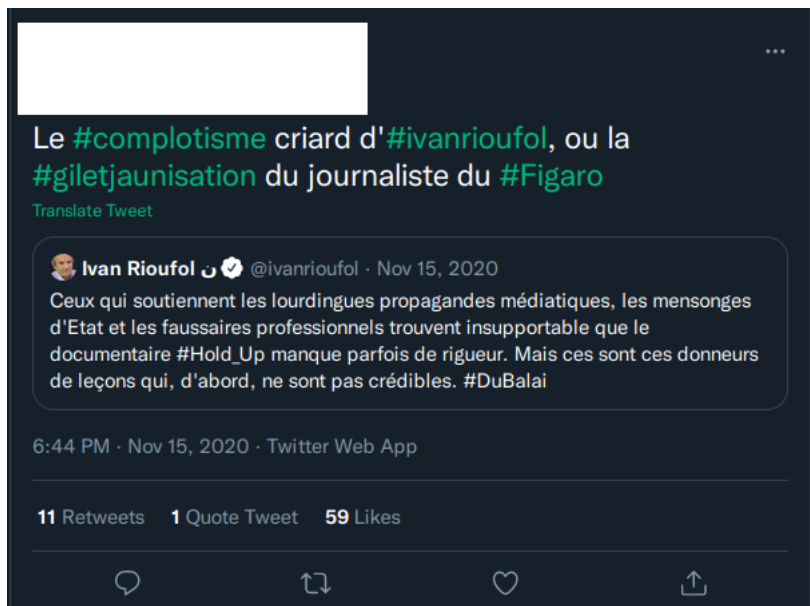 Le #complotisme criard d'#ivanrioufol, ou la
#giletjaunisation du journaliste du #Figaro
Translate Tweet
Ivan Rioufol ن @ivanrioufol · Nov 15, 2020
Ceux qui soutiennent les lourdingues propagandes médiatiques, les mensonges
d'Etat et les faussaires professionnels trouvent insupportable que le
documentaire #Hold_Up manque parfois de rigueur. Mais ces sont ces donneurs
de leçons qui, d'abord, ne sont pas crédibles. #DuBalai
6:44 PM · Nov 15, 2020 · Twitter Web App
11 Retweets 1 Quote Tweet 59 Likes